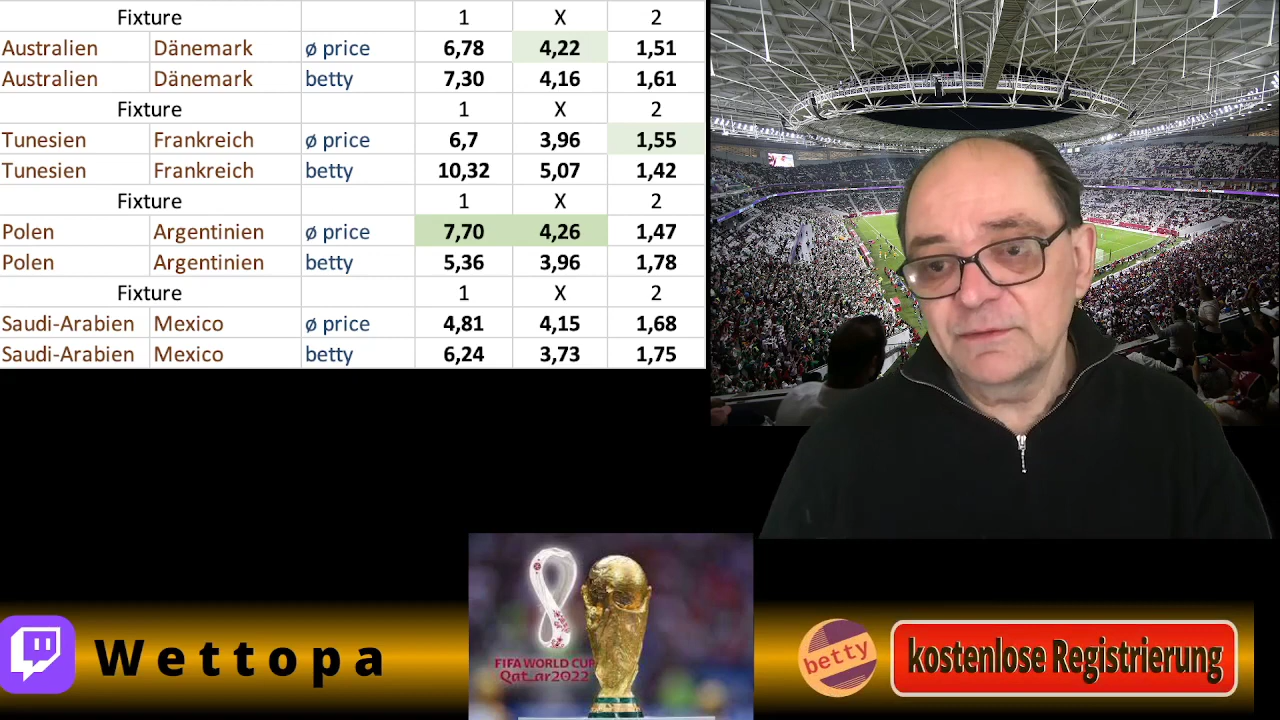 Fixture 1 X 2
Australien Dänemark ø price 6,78 4,22 1,51
Australien Dänemark betty 7,30 4,16 1,61
Fixture 1 X 2
Tunesien Frankreich ø price 6,7 3,96 1,55
Tunesien Frankreich betty 10,32 5,07 1,42
Fixture 1 X 2
Polen Argentinien ø price 7,70 4,26 1,47
Polen Argentinien betty 5,36 3,96 1,78
Fixture 1 X 2
Saudi-Arabien Mexico ø price 4,81 4,15 1,68
Saudi-Arabien Mexico betty 6,24 3,73 1,75
Wettopa
FIFA WORLD CUP
Qatar2022
betty
kostenlose Registrierung